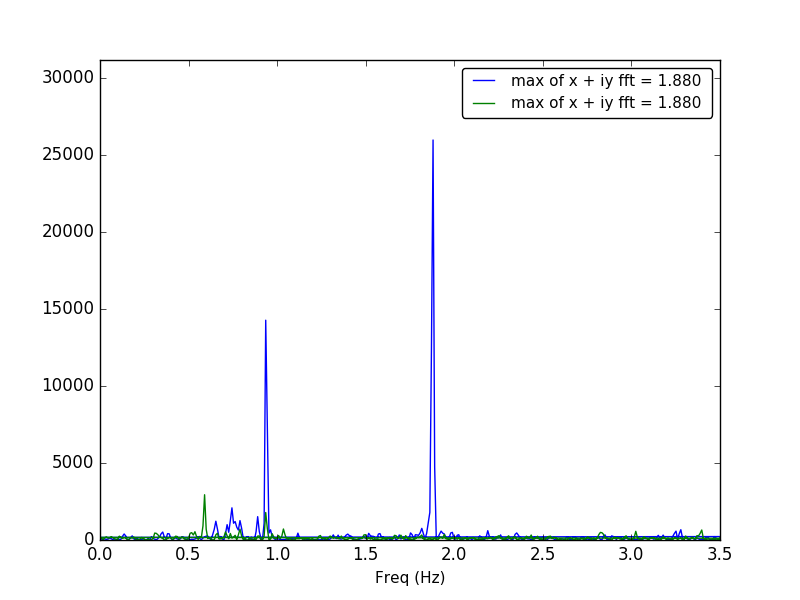 30000
25000
20000
15000
10000
5000
0
max of x + iy fft = 1.880
max of x + iy fft = 1.880
0.0 0.5 1.0 1.5 2.0 2.5 3.0 3.5
Freq (Hz)